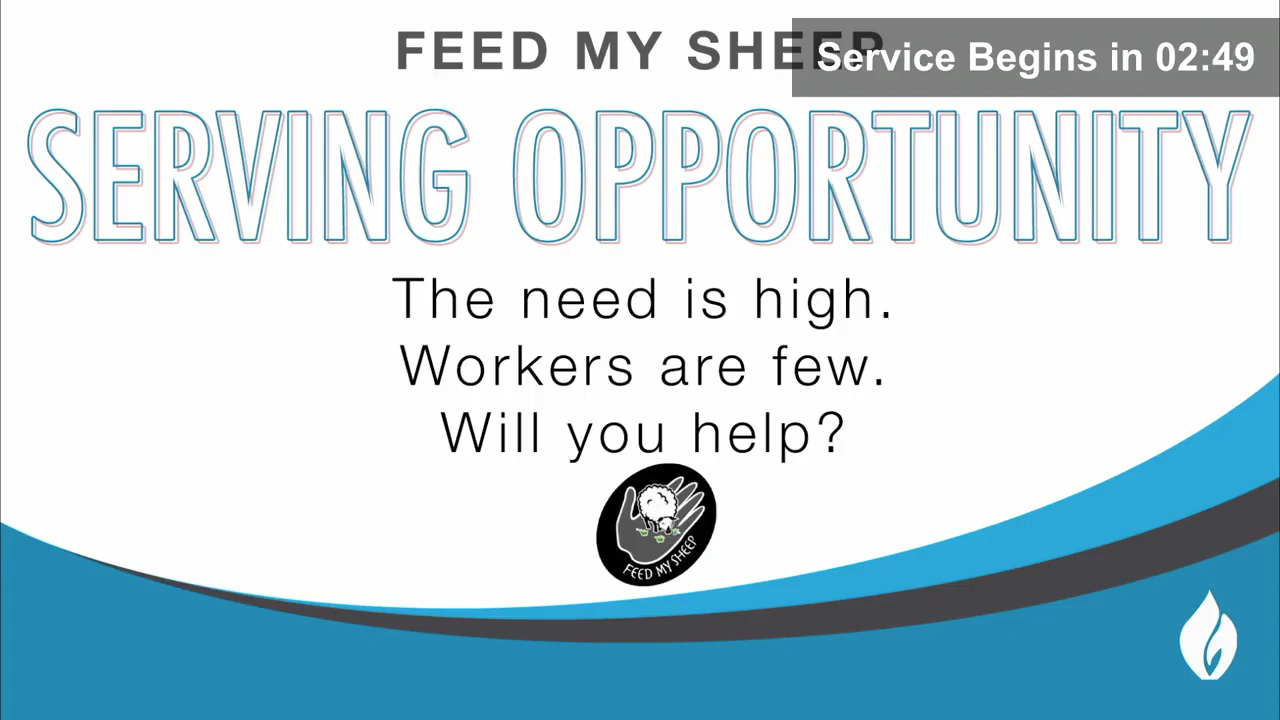 FEED MY SHEEP
Service Begins in 02:49
SERVING OPPORTUNITY
The need is high.
Workers are few.
Will you help?
FEED MY SHEEP